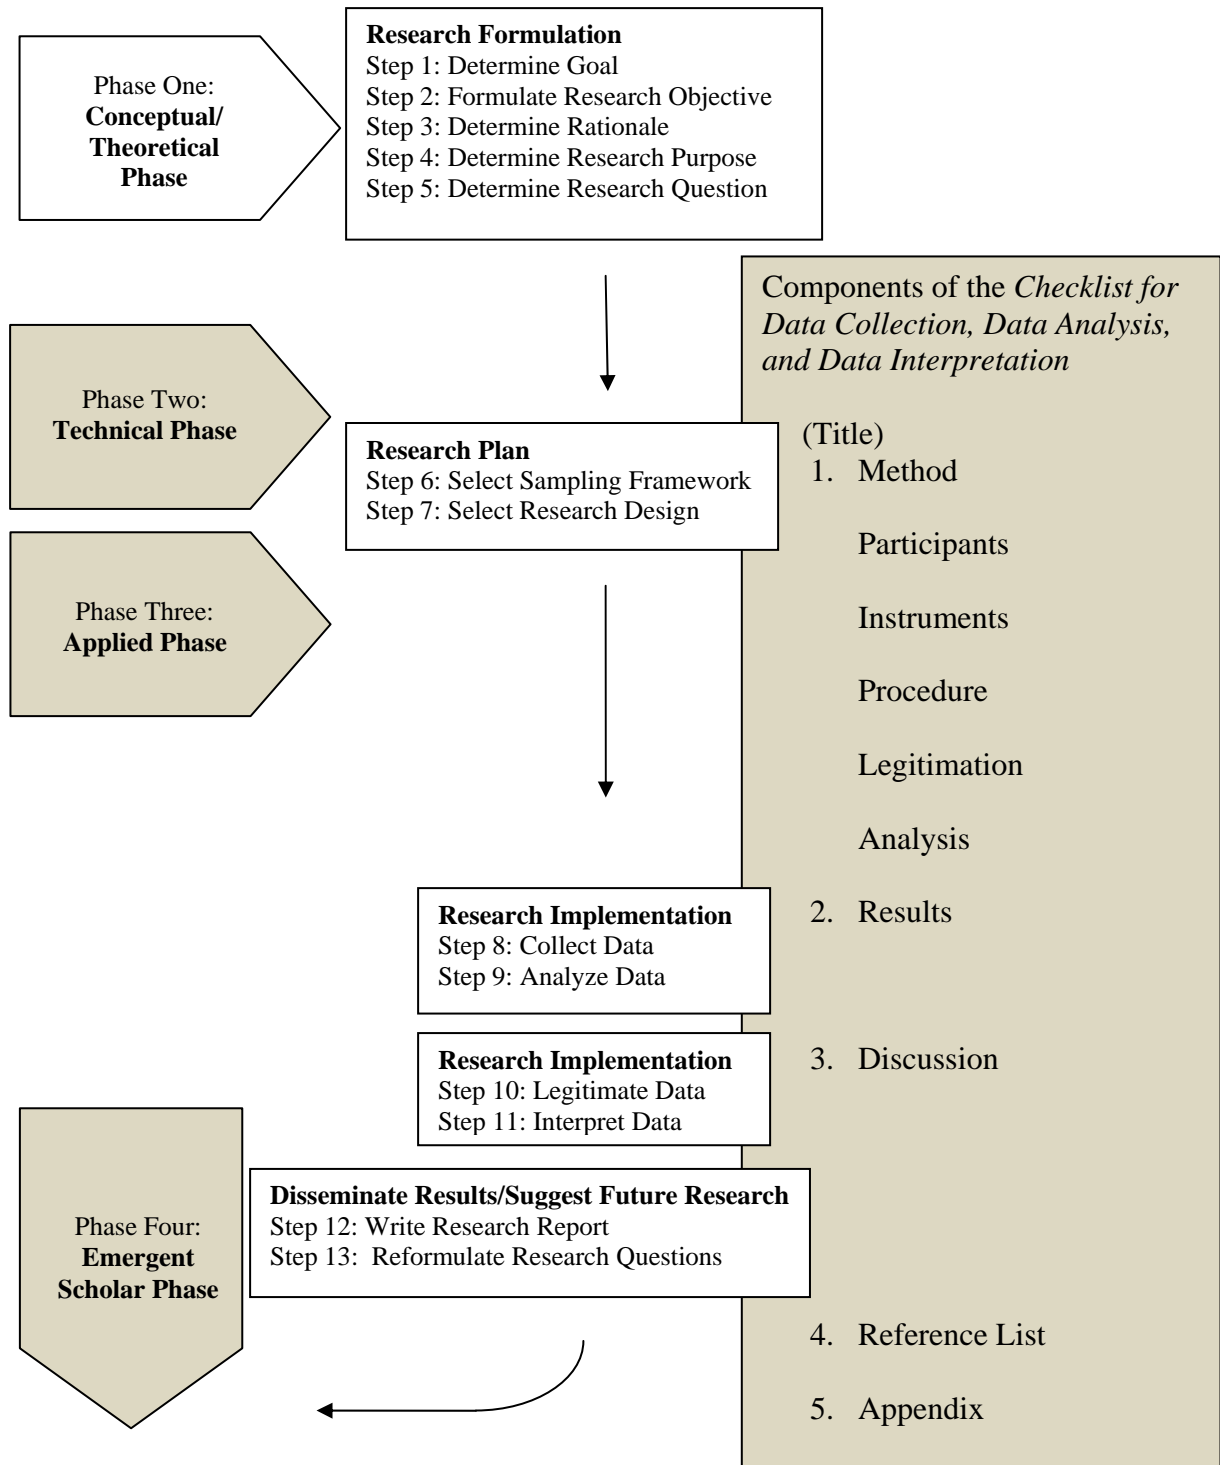 Phase One:
Conceptual/
Theoretical
Phase
Research Formulation
Step 1: Determine Goal
Step 2: Formulate Research Objective
Step 3: Determine Rationale
Step 4: Determine Research Purpose
Step 5: Determine Research Question
Phase Two:
Technical Phase
Research Plan
Step 6: Select Sampling Framework
Step 7: Select Research Design
Phase Three:
Applied Phase
Research Implementation
Step 8: Collect Data
Step 9: Analyze Data
Research Implementation
Step 10: Legitimate Data
Step 11: Interpret Data
Phase Four:
Emergent
Scholar Phase
Disseminate Results/Suggest Future Research
Step 12: Write Research Report
Step 13:  Reformulate Research Questions
Components of the Checklist for
Data Collection, Data Analysis,
and Data Interpretation
(Title)
1. Method
Participants
Instruments
Procedure
Legitimation
Analysis
2. Results
3. Discussion
4. Reference List
5. Appendix